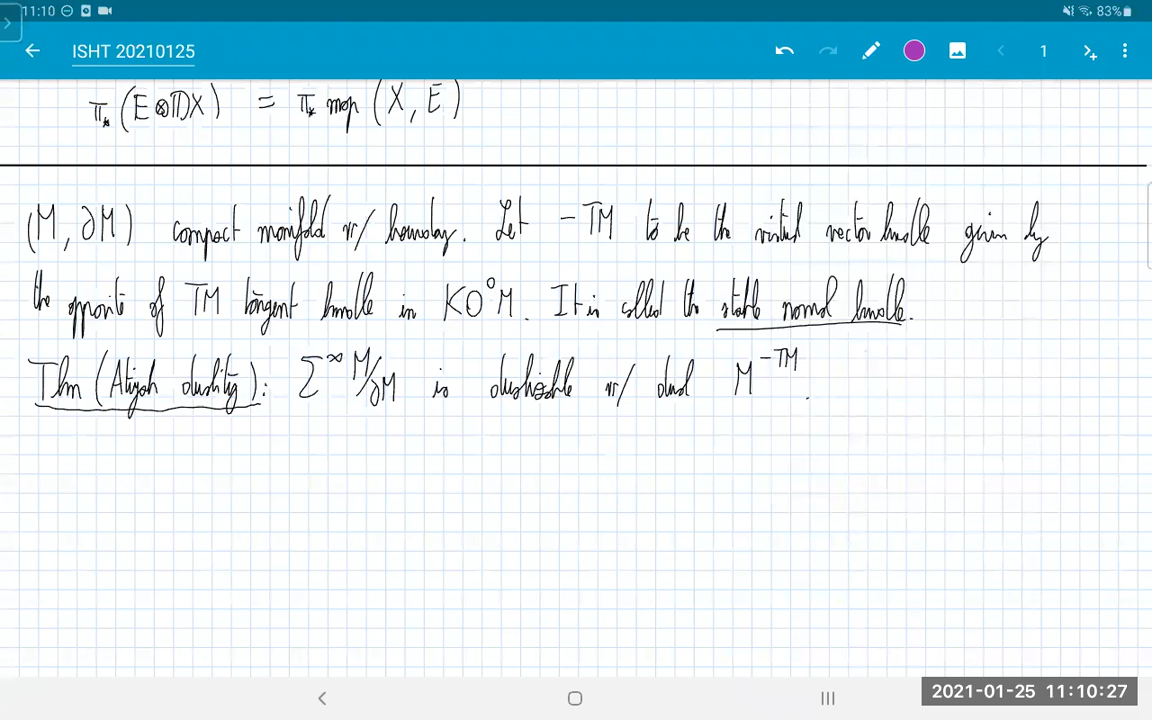 11:10
83%
ISHT 20210125
1
π_*(E⊗𝔻X) = π_* map (X, E)
(M, ∂M) compact manifold w/ boundary. Let -TM to be the virtual vector bundle given by
the opposite of TM tangent bundle in KO⁰M. It is called the stable normal bundle.
Thm (Atiyah duality): Σ^∞ M/∂M is dualizable w/ dual M^{-TM}.
2021-01-25 11:10:27